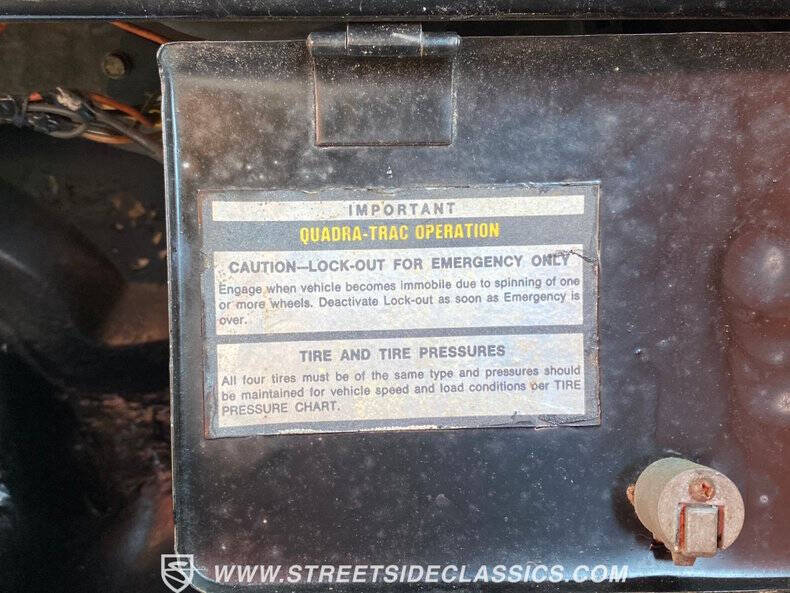 IMPORTANT
QUADRA-TRAC OPERATION
CAUTION—LOCK-OUT FOR EMERGENCY ONLY
Engage when vehicle becomes immobile due to spinning of one
or more wheels. Deactivate Lock-out as soon as Emergency is
over.
TIRE AND TIRE PRESSURES
All four tires must be of the same type and pressures should
be maintained for vehicle speed and load conditions per TIRE
PRESSURE CHART.
WWW.STREETSIDECLASSICS.COM